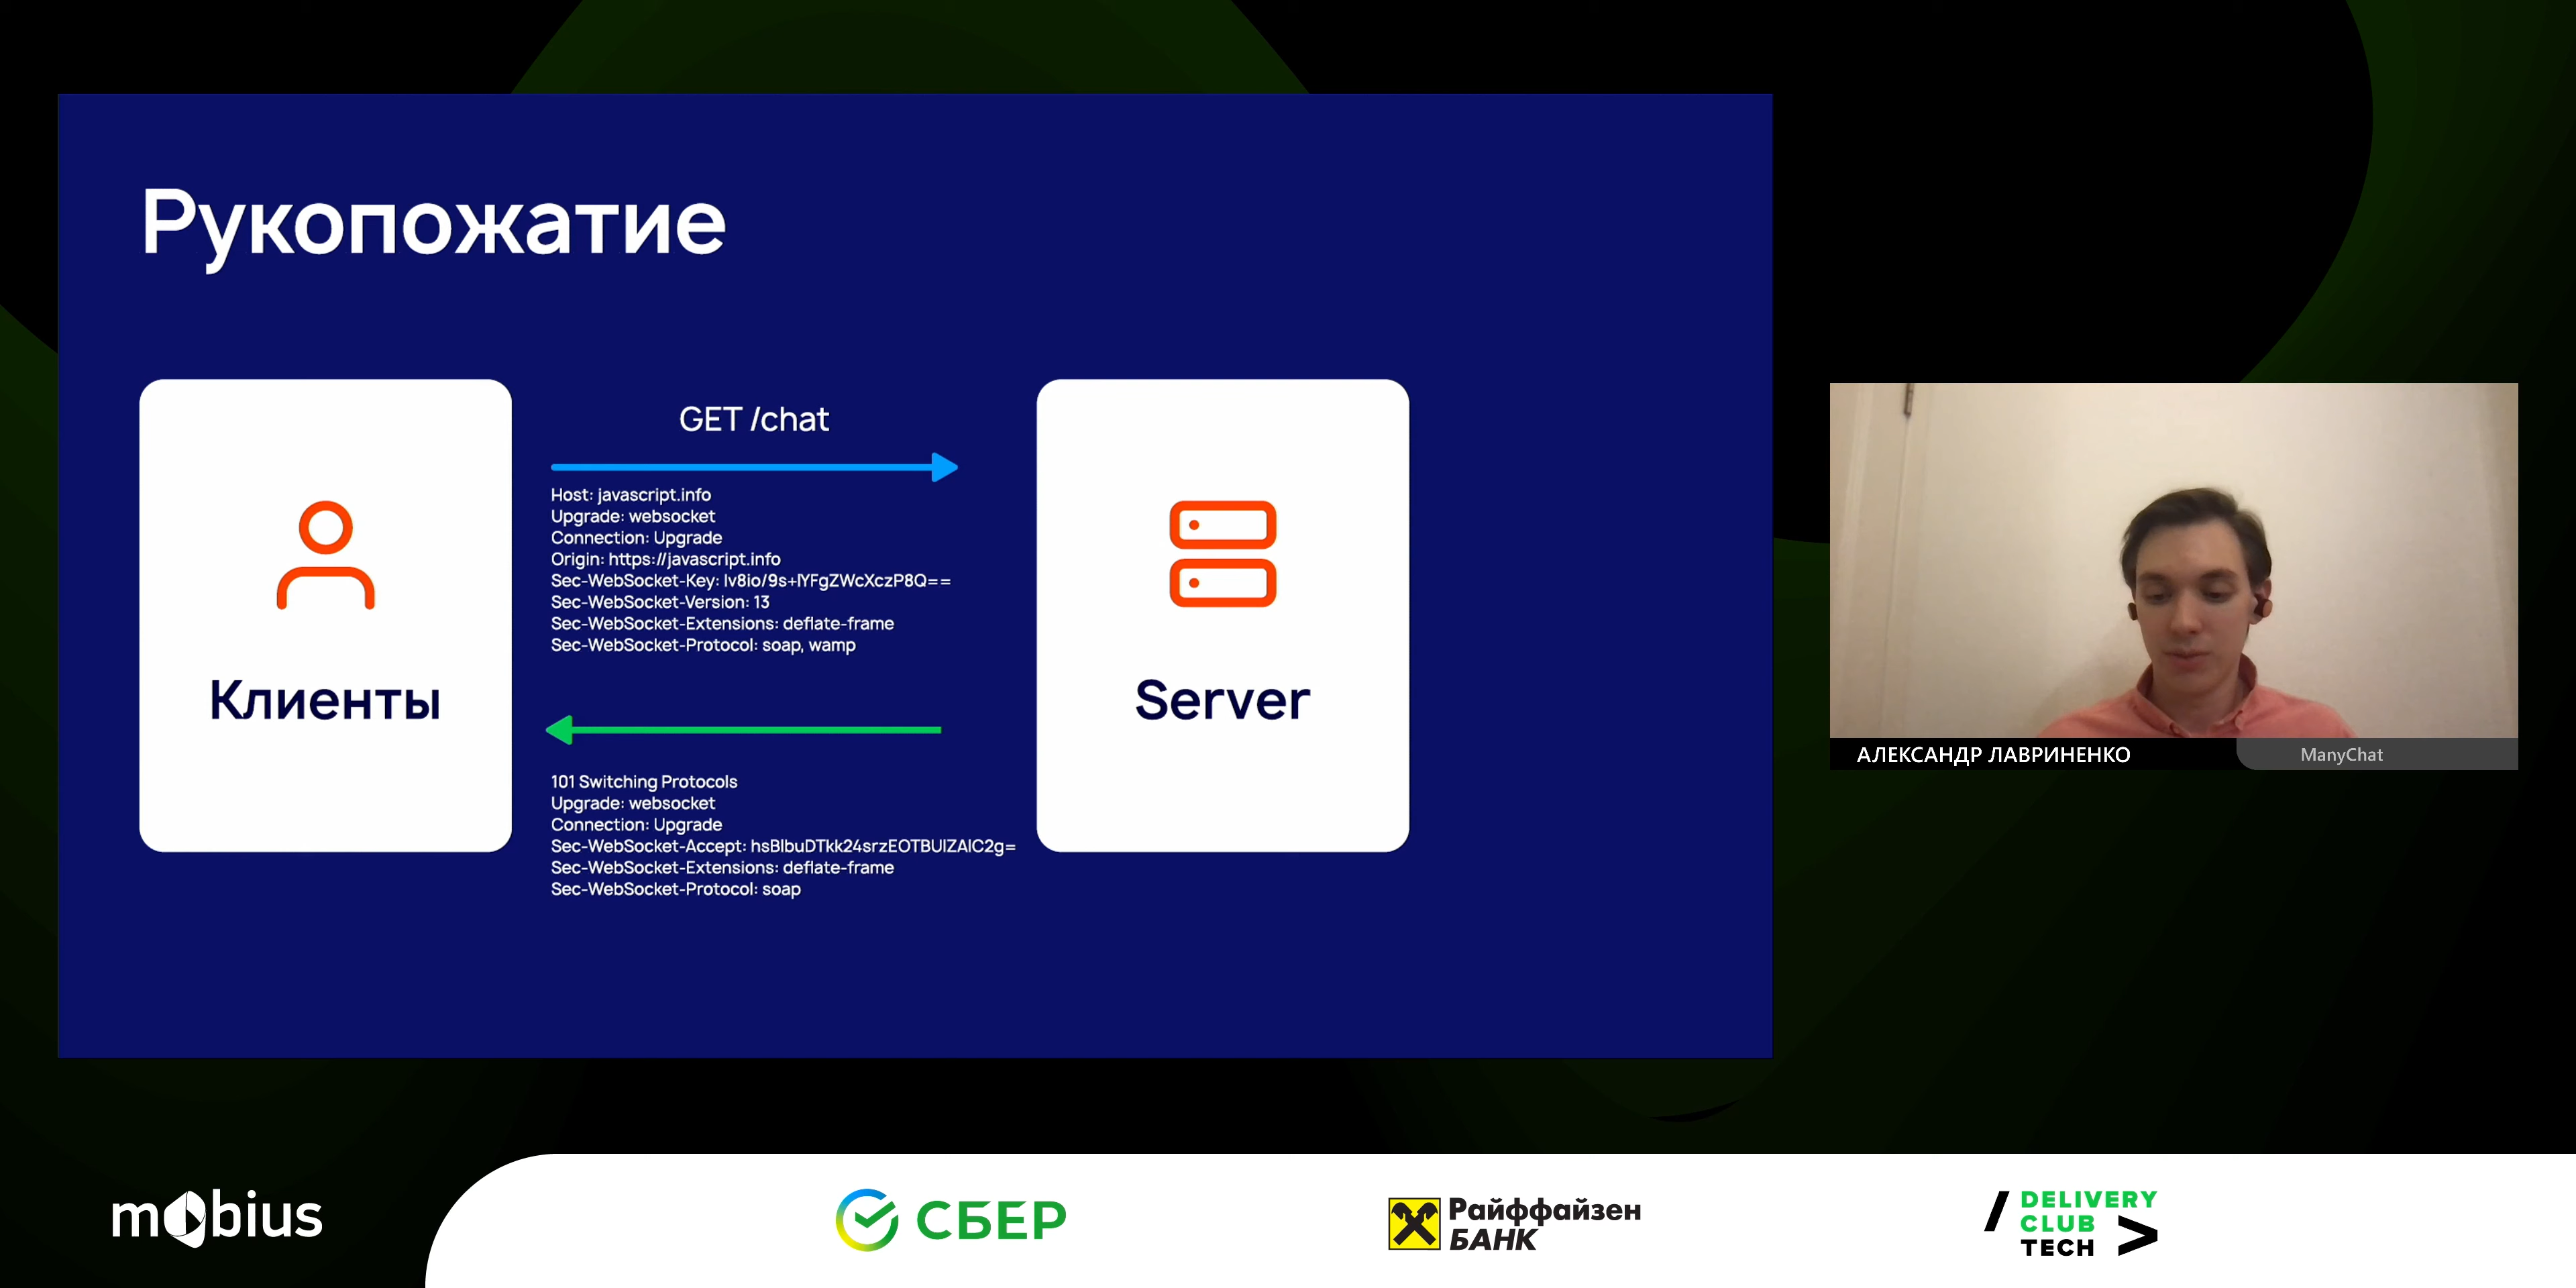 Рукопожатие
GET /chat
Host: javascript.info
Upgrade: websocket
Connection: Upgrade
Origin: https://javascript.info
Sec-WebSocket-Key: Iv8io/9s+lYFgZWcXczP8Q==
Sec-WebSocket-Version: 13
Sec-WebSocket-Extensions: deflate-frame
Sec-WebSocket-Protocol: soap, wamp
Клиенты
Server
101 Switching Protocols
Upgrade: websocket
Connection: Upgrade
Sec-WebSocket-Accept: hsBlbuDTkk24srzEOTBUlZAlC2g=
Sec-WebSocket-Extensions: deflate-frame
Sec-WebSocket-Protocol: soap
АЛЕКСАНДР ЛАВРИНЕНКО
ManyChat
mobius
СБЕР
Райффайзен
БАНК
DELIVERY
CLUB
TECH